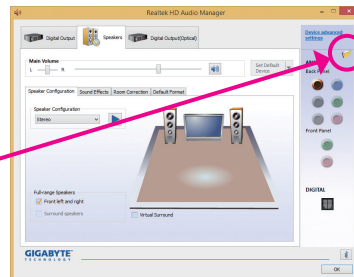 Realtek HD Audio Manager
Digital Output
Speakers
Digital Output(Optical)
Device advanced
settings
Main Volume
L
R
Set Default
Device
Back Panel
Speaker Configuration
Sound Effects
Room Correction
Default Format
Speaker Configuration
Stereo
Front Panel
Full-range Speakers
Front left and right
Surround speakers
Virtual Surround
DIGITAL
GIGABYTE™
TECHNOLOGY
OK